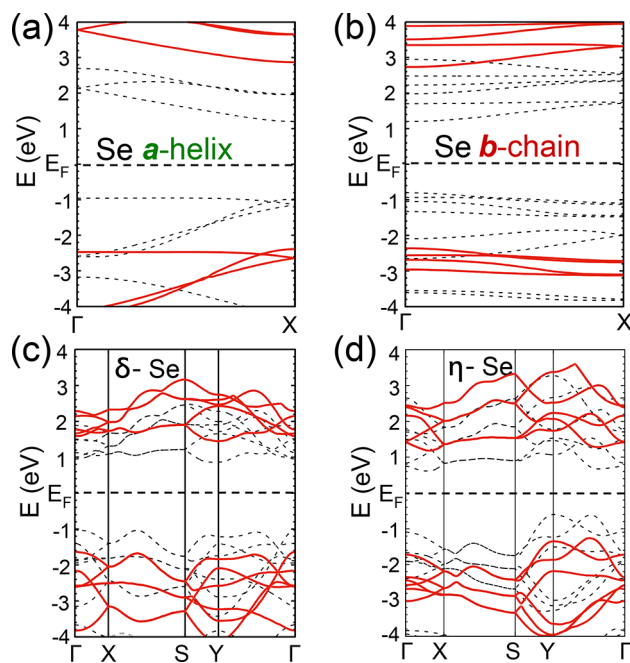 (a)
4
3
2
1
E_F
-1
-2
-3
-4
E (eV)
Se a-helix
Γ X
(b)
4
3
2
1
E_F
-1
-2
-3
-4
E (eV)
Se b-chain
Γ X
(c)
4
3
2
1
E_F
-1
-2
-3
-4
E (eV)
δ- Se
Γ X S Y Γ
(d)
4
3
2
1
E_F
-1
-2
-3
-4
E (eV)
η- Se
Γ X S Y Γ